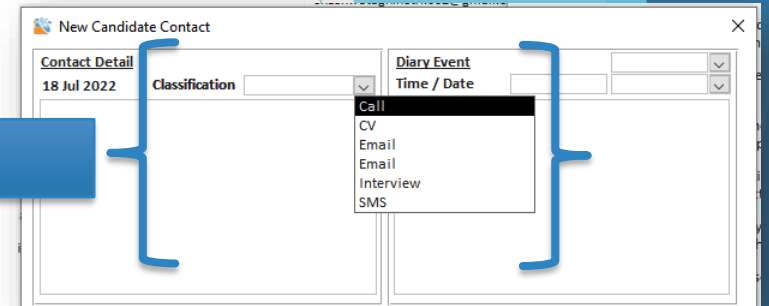 New Candidate Contact
Contact Detail
18 Jul 2022
Classification
Call
CV
Email
Email
Interview
SMS
Diary Event
Time / Date